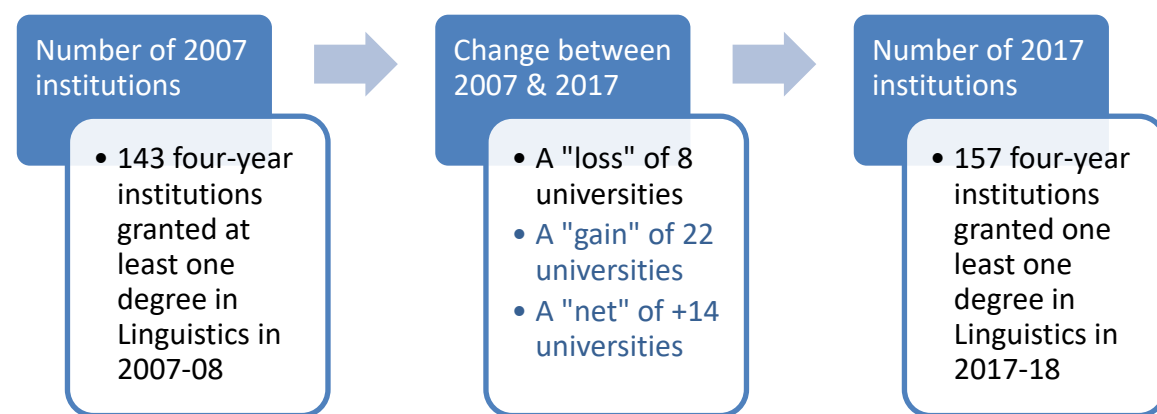 Number of 2007
institutions
• 143 four-year
institutions
granted at
least one
degree in
Linguistics in
2007-08
Change between
2007 & 2017
• A "loss" of 8
universities
• A "gain" of 22
universities
• A "net" of +14
universities
Number of 2017
institutions
• 157 four-year
institutions
granted one
least one
degree in
Linguistics in
2017-18